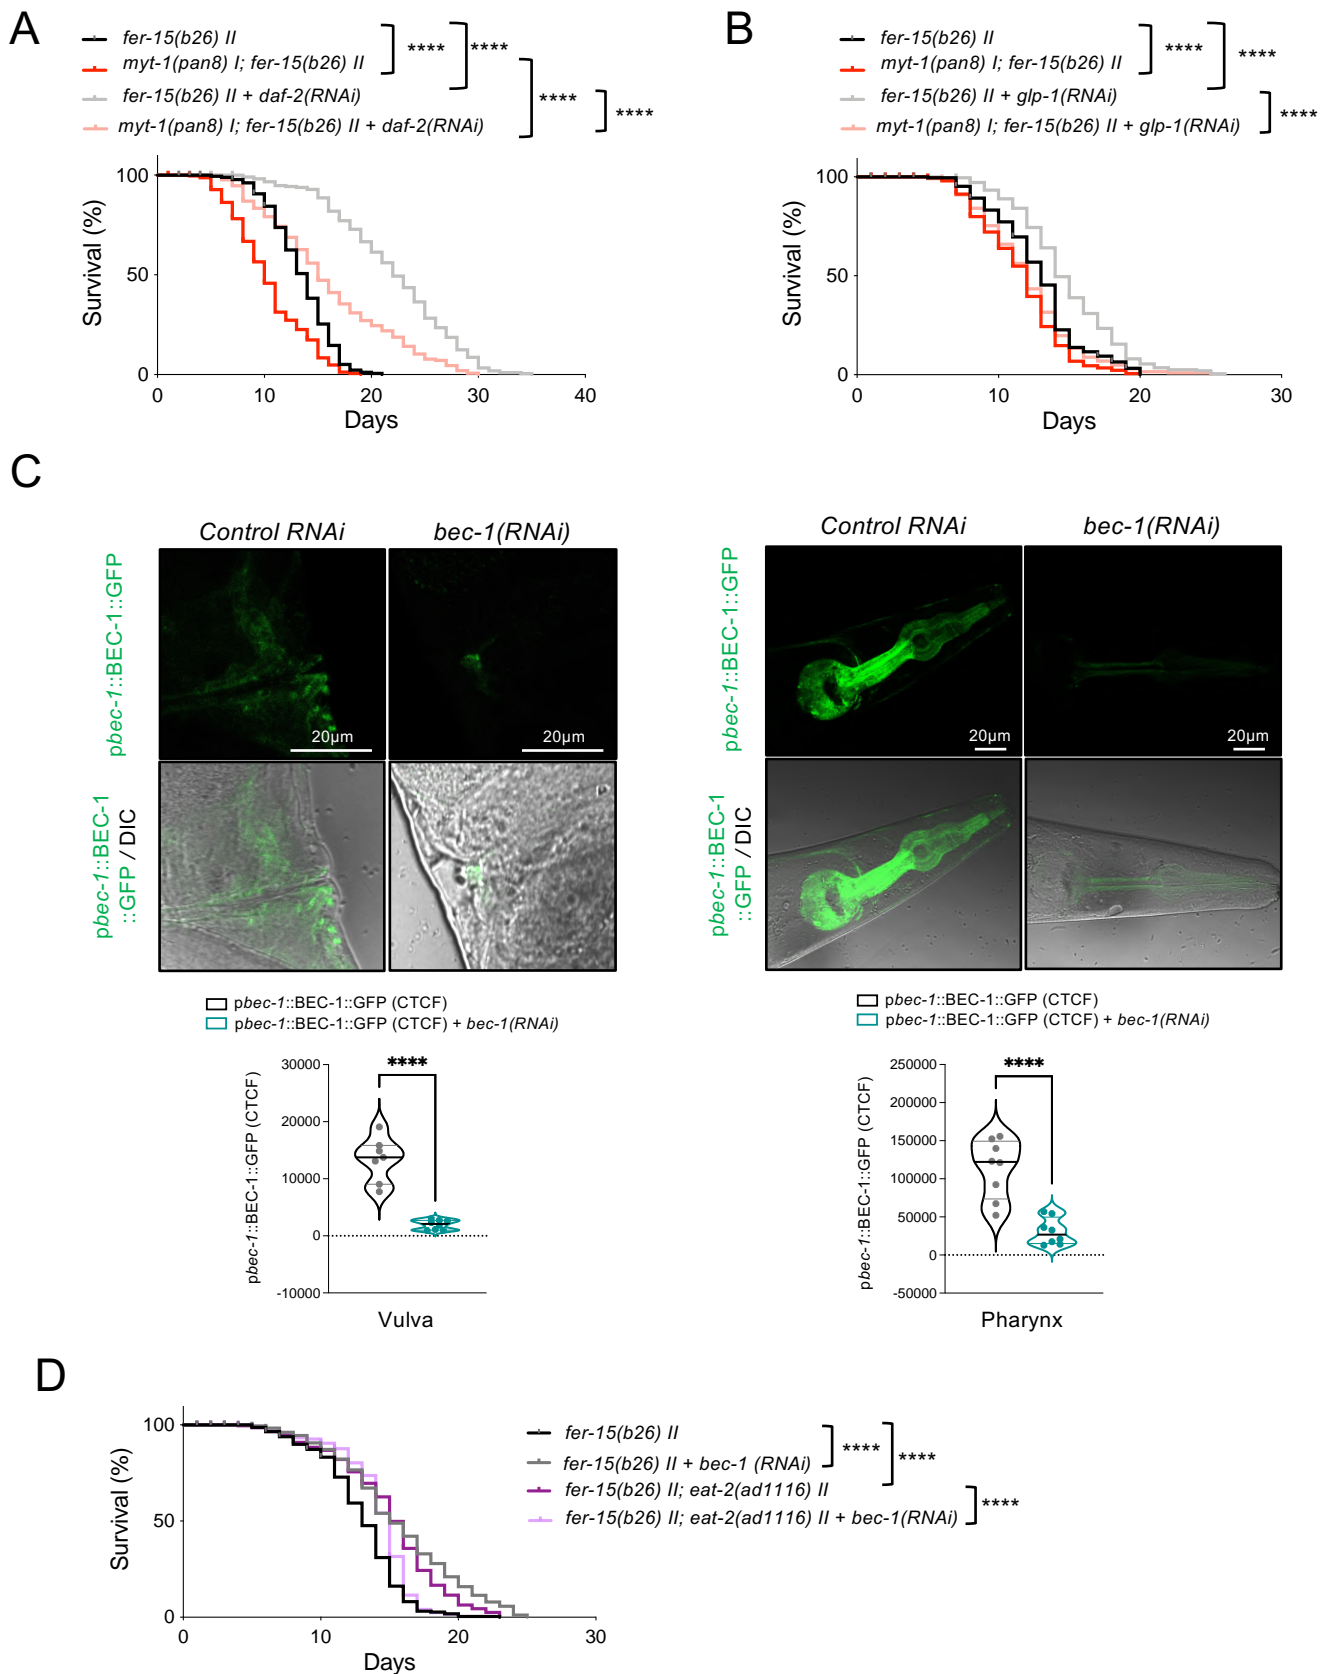 A
fer-15(b26) II
myt-1(pan8) I; fer-15(b26) II
fer-15(b26) II + daf-2(RNAi)
myt-1(pan8) I; fer-15(b26) II + daf-2(RNAi)
****
****
****
****
Survival (%)
100
50
0
0 10 20 30 40
Days
B
fer-15(b26) II
myt-1(pan8) I; fer-15(b26) II
fer-15(b26) II + glp-1(RNAi)
myt-1(pan8) I; fer-15(b26) II + glp-1(RNAi)
****
****
****
Survival (%)
100
50
0
0 10 20 30
Days
C
Control RNAi bec-1(RNAi)
pbec-1::BEC-1::GFP
20µm 20µm
pbec-1::BEC-1
::GFP / DIC
pbec-1::BEC-1::GFP (CTCF)
pbec-1::BEC-1::GFP (CTCF) + bec-1(RNAi)
pbec-1::BEC-1::GFP (CTCF)
30000
20000
10000
0
-10000
****
Vulva
Control RNAi bec-1(RNAi)
pbec-1::BEC-1::GFP
20µm 20µm
pbec-1::BEC-1
::GFP / DIC
pbec-1::BEC-1::GFP (CTCF)
pbec-1::BEC-1::GFP (CTCF) + bec-1(RNAi)
pbec-1::BEC-1::GFP (CTCF)
250000
200000
150000
100000
50000
0
-50000
****
Pharynx
D
fer-15(b26) II
fer-15(b26) II + bec-1 (RNAi)
fer-15(b26) II; eat-2(ad1116) II
fer-15(b26) II; eat-2(ad1116) II + bec-1(RNAi)
****
****
****
Survival (%)
100
50
0
0 10 20 30
Days